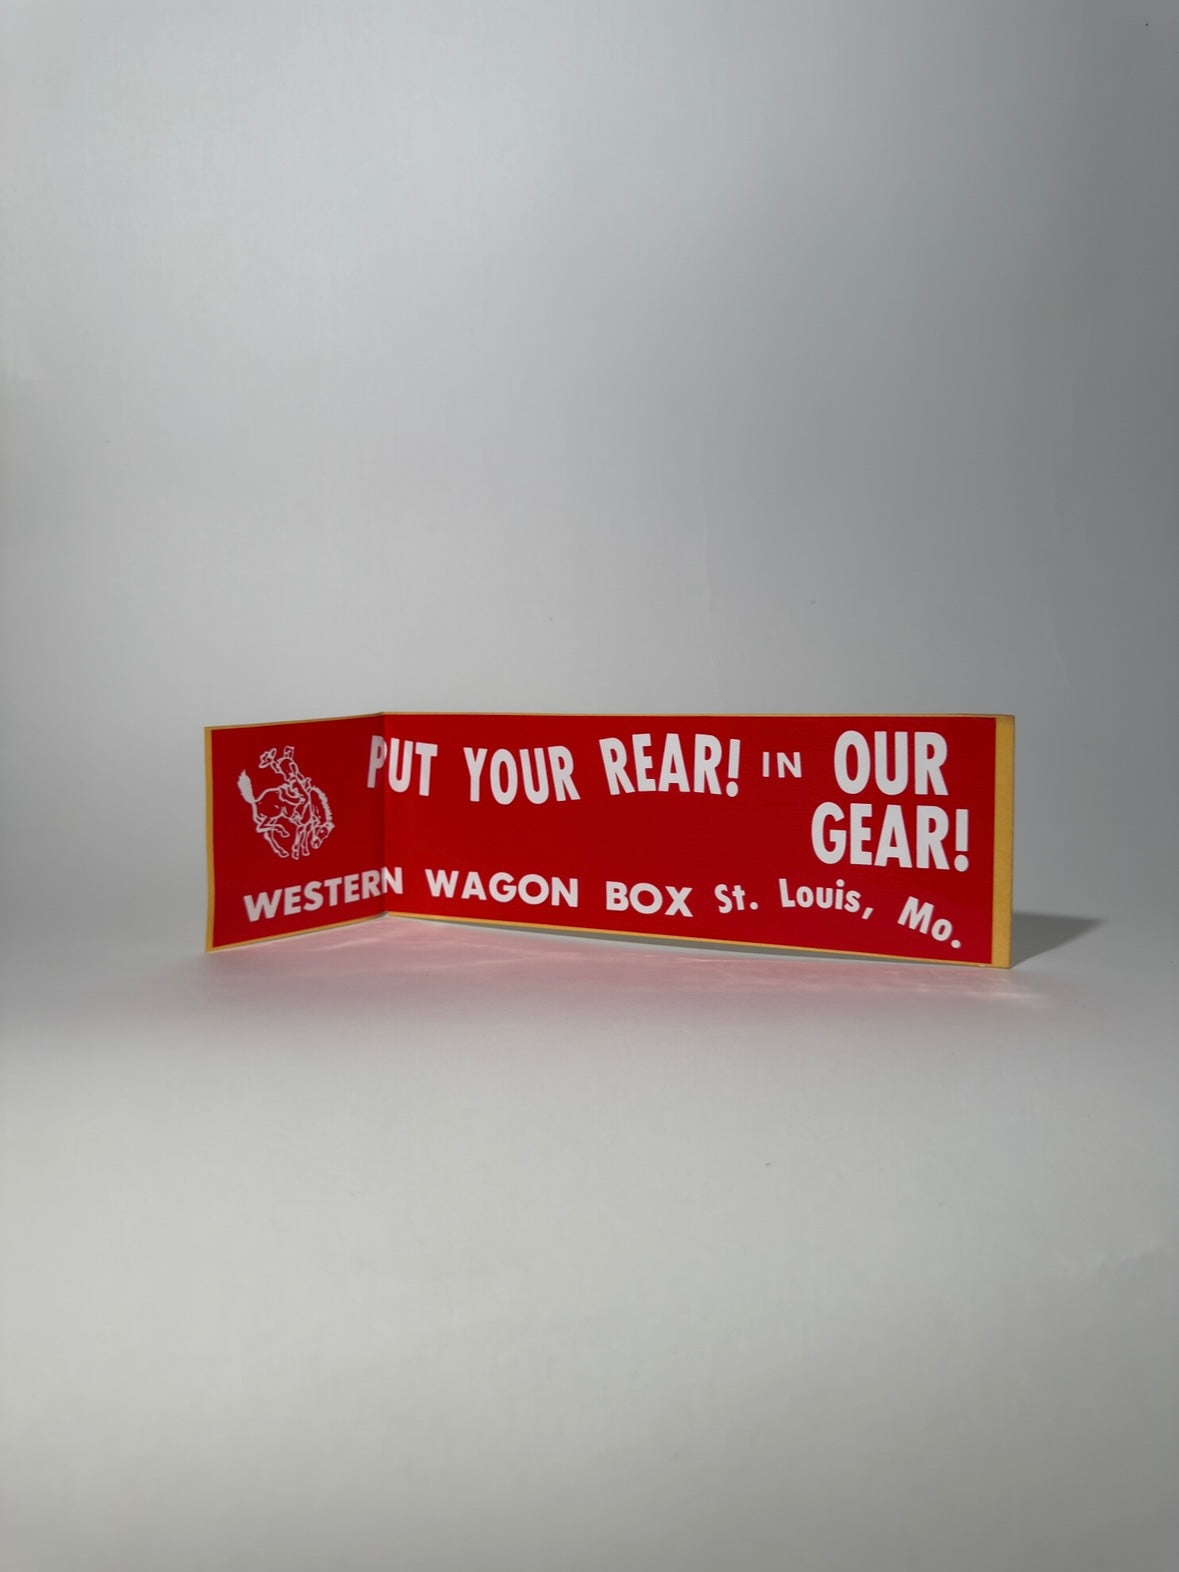 PUT YOUR REAR! IN OUR
GEAR!
WESTERN WAGON BOX St. Louis, Mo.